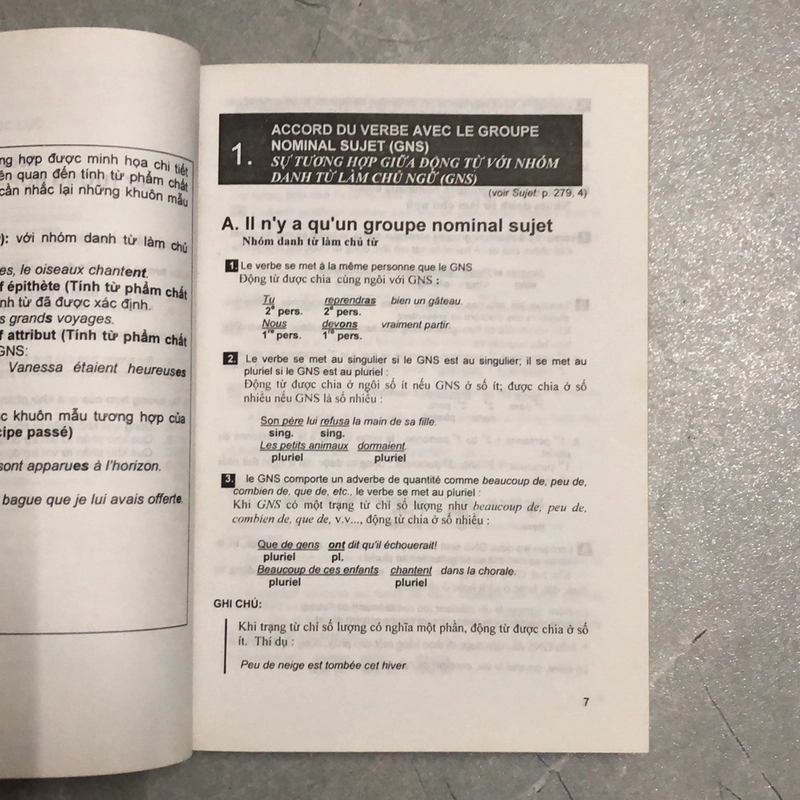 ng hợp được minh họa chi tiết
ên quan đến tính từ phẩm chất
cần nhắc lại những khuôn mẫu
): với nhóm danh từ làm chủ
es, le oiseaux chantent.
f épithète (Tính từ phẩm chất
nh từ đã được xác định.
s grands voyages.
f attribut (Tính từ phẩm chất
GNS:
Vanessa étaient heureuses
c khuôn mẫu tương hợp của
cipe passé)
sont apparues à l'horizon.
bague que je lui avais offerte.
1. ACCORD DU VERBE AVEC LE GROUPE
NOMINAL SUJET (GNS)
SỰ TƯƠNG HỢP GIỮA ĐỘNG TỪ VỚI NHÓM
DANH TỪ LÀM CHỦ NGỮ (GNS)
(voir Sujet. p. 279, 4)
A. Il n'y a qu'un groupe nominal sujet
Nhóm danh từ làm chủ từ
1. Le verbe se met à la même personne que le GNS
Động từ được chia cùng ngôi với GNS :
Tu reprendras bien un gâteau.
2e pers. 2e pers.
Nous devons vraiment partir.
1re pers. 1re pers.
2. Le verbe se met au singulier si le GNS est au singulier; il se met au
pluriel si le GNS est au pluriel :
Động từ được chia ở ngôi số ít nếu GNS ở số ít; được chia ở số
nhiều nếu GNS là số nhiều :
Son père lui refusa la main de sa fille.
sing. sing.
Les petits animaux dormaient.
pluriel pluriel
3. le GNS comporte un adverbe de quantité comme beaucoup de, peu de,
combien de, que de, etc., le verbe se met au pluriel :
Khi GNS có một trạng từ chỉ số lượng như beaucoup de, peu de,
combien de, que de, v.v..., động từ chia ở số nhiều :
Que de gens ont dit qu'il échouerait!
pluriel pl.
Beaucoup de ces enfants chantent dans la chorale.
pluriel pluriel
GHI CHÚ:
Khi trạng từ chỉ số lượng có nghĩa một phần, động từ được chia ở số
ít. Thí dụ :
Peu de neige est tombée cet hiver.
7